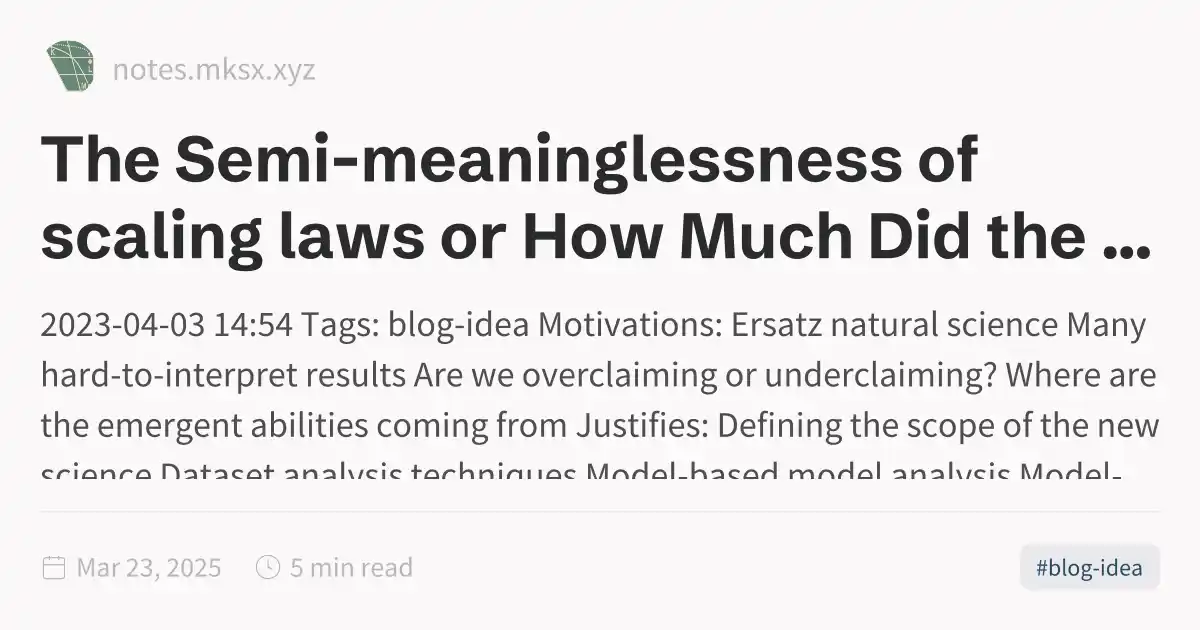 notes.mksx.xyz
The Semi-meaninglessness of
scaling laws or How Much Did the ...
2023-04-03 14:54 Tags: blog-idea Motivations: Ersatz natural science Many
hard-to-interpret results Are we overclaiming or underclaiming? Where are
the emergent abilities coming from Justifies: Defining the scope of the new
science Dataset analysis techniques Model-based model analysis Model-
Mar 23, 2025
5 min read
#blog-idea